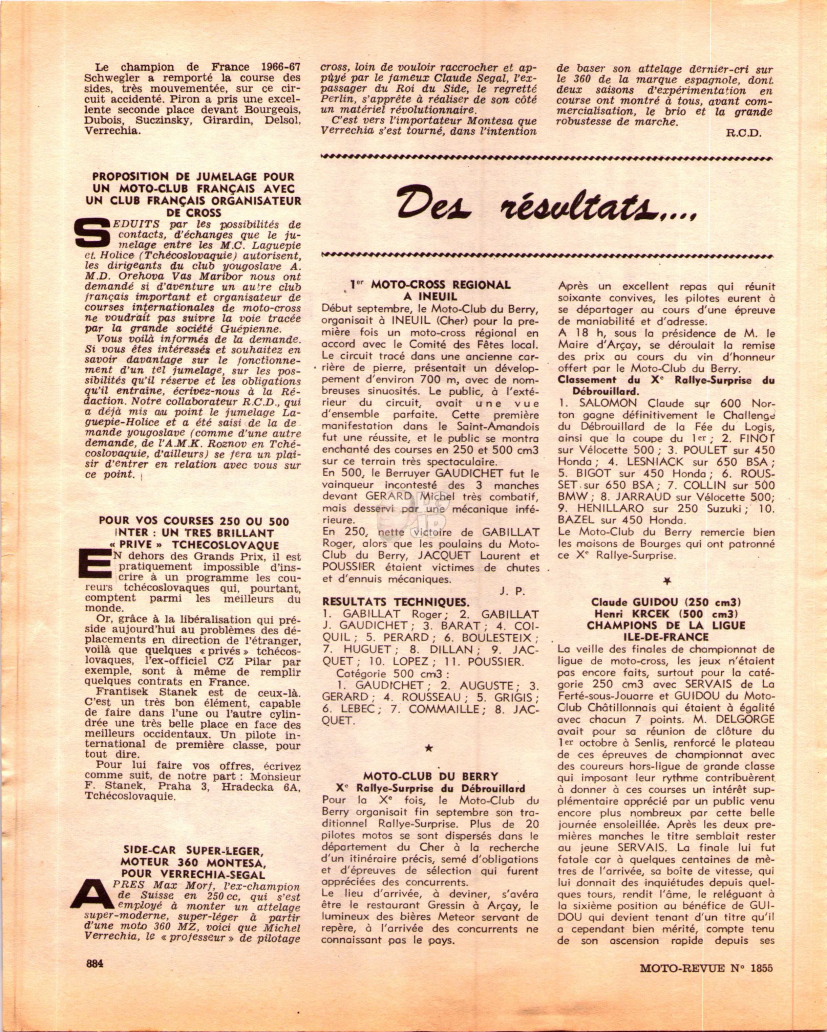 Le champion de France 1966-67
Schwegler a remporté la course des
sides, très mouvementée, sur ce cir-
cuit accidenté. Piron a pris une excel-
lente seconde place devant Bourgeois,
Dubois, Suczinsky, Girardin, Delsol,
Verrechia.
PROPOSITION DE JUMELAGE POUR
UN MOTO-CLUB FRANÇAIS AVEC
UN CLUB FRANÇAIS ORGANISATEUR
DE CROSS
SEDUITS par les possibilités de
contacts, d'échanges que le ju-
melage entre les M.C. Laguepie
et Holice (Tchécoslovaquie) autorisent,
les dirigeants du club yougoslave A.
M.D. Orehova Vas Maribor nous ont
demandé si d'aventure un autre club
français important et organisateur de
courses internationales de moto-cross
ne voudrait pas suivre la voie tracée
par la grande société Guépienne.
Vous voilà informés de la demande.
Si vous êtes intéressés et souhaitez en
savoir davantage sur le fonctionne-
ment d'un tel jumelage, sur les pos-
sibilités qu'il réserve et les obligations
qu'il entraine, écrivez-nous à la Ré-
daction. Notre collaborateur R.C.D., qui
a déjà mis au point le jumelage La-
guepie-Holice et a été saisi de la de
mande yougoslave (comme d'une autre
demande, de l'A.M.K. Roznov en Tché-
coslovaquie, d'ailleurs) se fera un plai-
sir d'entrer en relation avec vous sur
ce point.
POUR VOS COURSES 250 OU 500
INTER : UN TRES BRILLANT
« PRIVE » TCHECOSLOVAQUE
EN dehors des Grands Prix, il est
pratiquement impossible d'ins-
crire à un programme les cou-
reurs tchécoslovaques qui, pourtant,
comptent parmi les meilleurs du
monde.
Or, grâce à la libéralisation qui pré-
side aujourd'hui au problèmes des dé-
placements en direction de l'étranger,
voilà que quelques « privés » tchécos-
lovaques, l'ex-officiel CZ Pilar par
exemple, sont à même de remplir
quelques contrats en France.
Frantisek Stanek est de ceux-là.
C'est un très bon élément, capable
de faire dans l'une ou l'autre cylin-
drée une très belle place en face des
meilleurs occidentaux. Un pilote in-
ternational de première classe, pour
tout dire.
Pour lui faire vos offres, écrivez
comme suit, de notre part : Monsieur
F. Stanek, Praha 3, Hradecka 6A,
Tchécoslovaquie.
SIDE-CAR SUPER-LEGER,
MOTEUR 360 MONTESA,
POUR VERRECHIA-SEGAL
APRES Max Morf, l'ex-champion
de Suisse en 250 cc, qui s'est
employé à monter un attelage
super-moderne, super-léger à partir
d'une moto 360 MZ, voici que Michel
Verrechia, le « professeur » de pilotage
cross, loin de vouloir raccrocher et ap-
puyé par le fameux Claude Segal, l'ex-
passager du Roi du Side, le regretté
Perlin, s'apprête à réaliser de son côté
un matériel révolutionnaire.
C'est vers l'importateur Montesa que
Verrechia s'est tourné, dans l'intention
de baser son attelage dernier-cri sur
le 360 de la marque espagnole, dont
deux saisons d'expérimentation en
course ont montré à tous, avant com-
mercialisation, le brio et la grande
robustesse de marche.
R.C.D.
Des résultats....
1er MOTO-CROSS REGIONAL
A INEUIL
Début septembre, le Moto-Club du Berry,
organisait à INEUIL (Cher) pour la pre-
mière fois un moto-cross régional en
accord avec le Comité des Fêtes local.
Le circuit tracé dans une ancienne car-
rière de pierre, présentait un dévelop-
pement d'environ 700 m, avec de nom-
breuses sinuosités. Le public, à l'exté-
rieur du circuit, avait une vue
d'ensemble parfaite. Cette première
manifestation dans le Saint-Amandois
fut une réussite, et le public se montra
enchanté des courses en 250 et 500 cm3
sur ce terrain très spectaculaire.
En 500, le Berruyer GAUDICHET fut le
vainqueur incontesté des 3 manches
devant GERARD Michel très combatif,
mais desservi par une mécanique infé-
rieure.
En 250, nette victoire de GABILLAT
Roger, alors que les poulains du Moto-
Club du Berry, JACQUET Laurent et
POUSSIER étaient victimes de chutes
et d'ennuis mécaniques.
J. P.
RESULTATS TECHNIQUES.
1. GABILLAT Roger; 2. GABILLAT
J. GAUDICHET; 3. BARAT; 4. COI-
QUIL; 5. PERARD; 6. BOULESTEIX;
7. HUGUET; 8. DILLAN; 9. JAC-
QUET; 10. LOPEZ; 11. POUSSIER.
Catégorie 500 cm3 :
1. GAUDICHET; 2. AUGUSTE; 3.
GERARD; 4. ROUSSEAU; 5. GRIGIS;
6. LEBEC; 7. COMMAILLE; 8. JAC-
QUET.
★
MOTO-CLUB DU BERRY
Xe Rallye-Surprise du Débrouillard
Pour la Xe fois, le Moto-Club du
Berry organisait fin septembre son tra-
ditionnel Rallye-Surprise. Plus de 20
pilotes motos se sont dispersés dans le
département du Cher à la recherche
d'un itinéraire précis, semé d'obligations
et d'épreuves de sélection qui furent
appréciées des concurrents.
Le lieu d'arrivée, à deviner, s'avéra
être le restaurant Gressin à Arçay, le
lumineux des bières Meteor servant de
repère, à l'arrivée des concurrents ne
connaissant pas le pays.
Après un excellent repas qui réunit
soixante convives, les pilotes eurent à
se départager au cours d'une épreuve
de maniabilité et d'adresse.
A 18 h, sous la présidence de M. le
Maire d'Arçay, se déroulait la remise
des prix au cours du vin d'honneur
offert par le Moto-Club du Berry.
Classement du Xe Rallye-Surprise du
Débrouillard.
1. SALOMON Claude sur 600 Nor-
ton gagne définitivement le Challenge
du Débrouillard de la Fée du Logis,
ainsi que la coupe du 1er; 2. FINOT
sur Vélocette 500; 3. POULET sur 450
Honda; 4. LESNIACK sur 650 BSA;
5. BIGOT sur 450 Honda; 6. ROUS-
SET sur 650 BSA; 7. COLLIN sur 500
BMW; 8. JARRAUD sur Vélocette 500;
9. HENILLARO sur 250 Suzuki; 10.
BAZEL sur 450 Honda.
Le Moto-Club du Berry remercie bien
les maisons de Bourges qui ont patronné
ce Xe Rallye-Surprise.
★
Claude GUIDOU (250 cm3)
Henri KRCEK (500 cm3)
CHAMPIONS DE LA LIGUE
ILE-DE-FRANCE
La veille des finales de championnat de
ligue de moto-cross, les jeux n'étaient
pas encore faits, surtout pour la caté-
gorie 250 cm3 avec SERVAIS de La
Ferté-sous-Jouarre et GUIDOU du Moto-
Club Châtillonnais qui étaient à égalité
avec chacun 7 points. M. DELGORGE
avait pour sa réunion de clôture du
1er octobre à Senlis, renforcé le plateau
de ces épreuves de championnat avec
des coureurs hors-ligue de grande classe
qui imposant leur rythme contribuèrent
à donner à ces courses un intérêt sup-
plémentaire apprécié par un public venu
encore plus nombreux par cette belle
journée ensoleillée. Après les deux pre-
mières manches le titre semblait rester
au jeune SERVAIS. La finale lui fut
fatale car à quelques centaines de mè-
tres de l'arrivée, sa boîte de vitesse, qui
lui donnait des inquiétudes depuis quel-
ques tours, rendit l'âme, le reléguant à
la sixième position au bénéfice de GUI-
DOU qui devient tenant d'un titre qu'il
a cependant bien mérité, compte tenu
de son ascension rapide depuis ses
884
MOTO-REVUE N° 1855